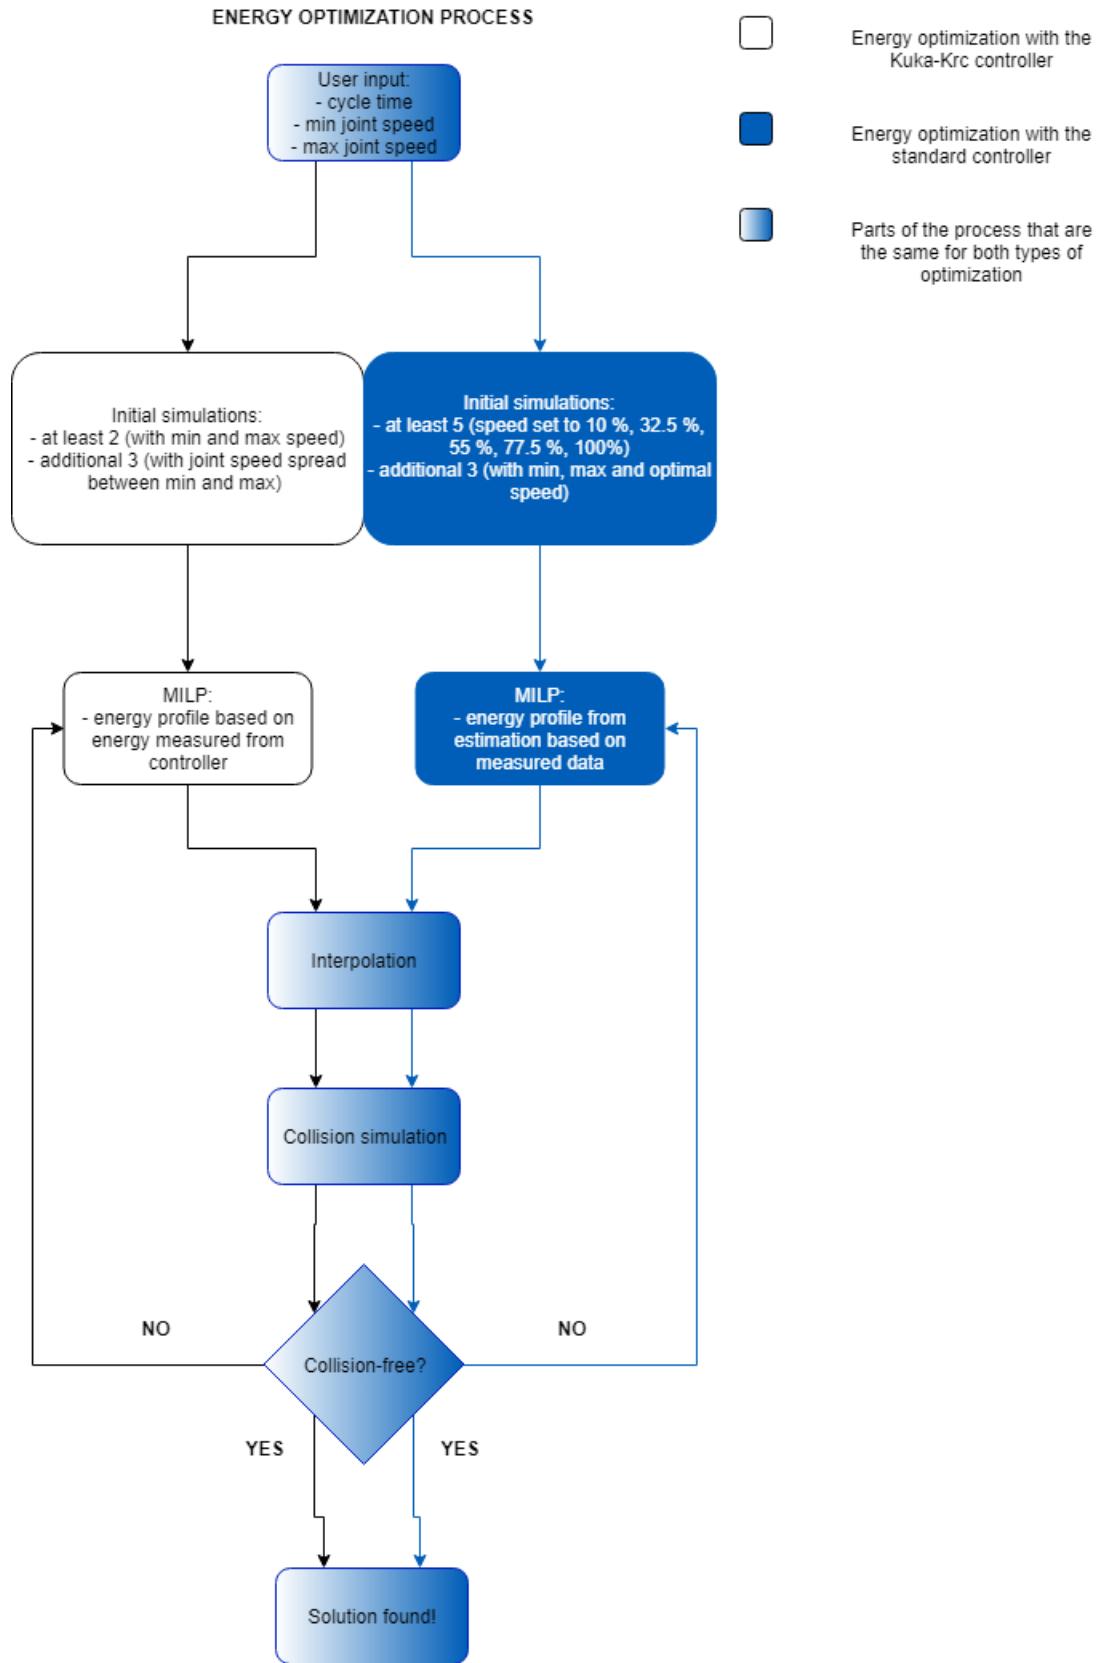 ENERGY OPTIMIZATION PROCESS
Energy optimization with the
Kuka-Krc controller
Energy optimization with the
standard controller
Parts of the process that are
the same for both types of
optimization
User input:
- cycle time
- min joint speed
- max joint speed
Initial simulations:
- at least 2 (with min and max speed)
- additional 3 (with joint speed spread
between min and max)
Initial simulations:
- at least 5 (speed set to 10 %, 32.5 %,
55 %, 77.5 %, 100%)
- additional 3 (with min, max and optimal
speed)
MILP:
- energy profile based on
energy measured from
controller
MILP:
- energy profile from
estimation based on
measured data
Interpolation
Collision simulation
NO
NO
Collision-free?
YES
YES
Solution found!